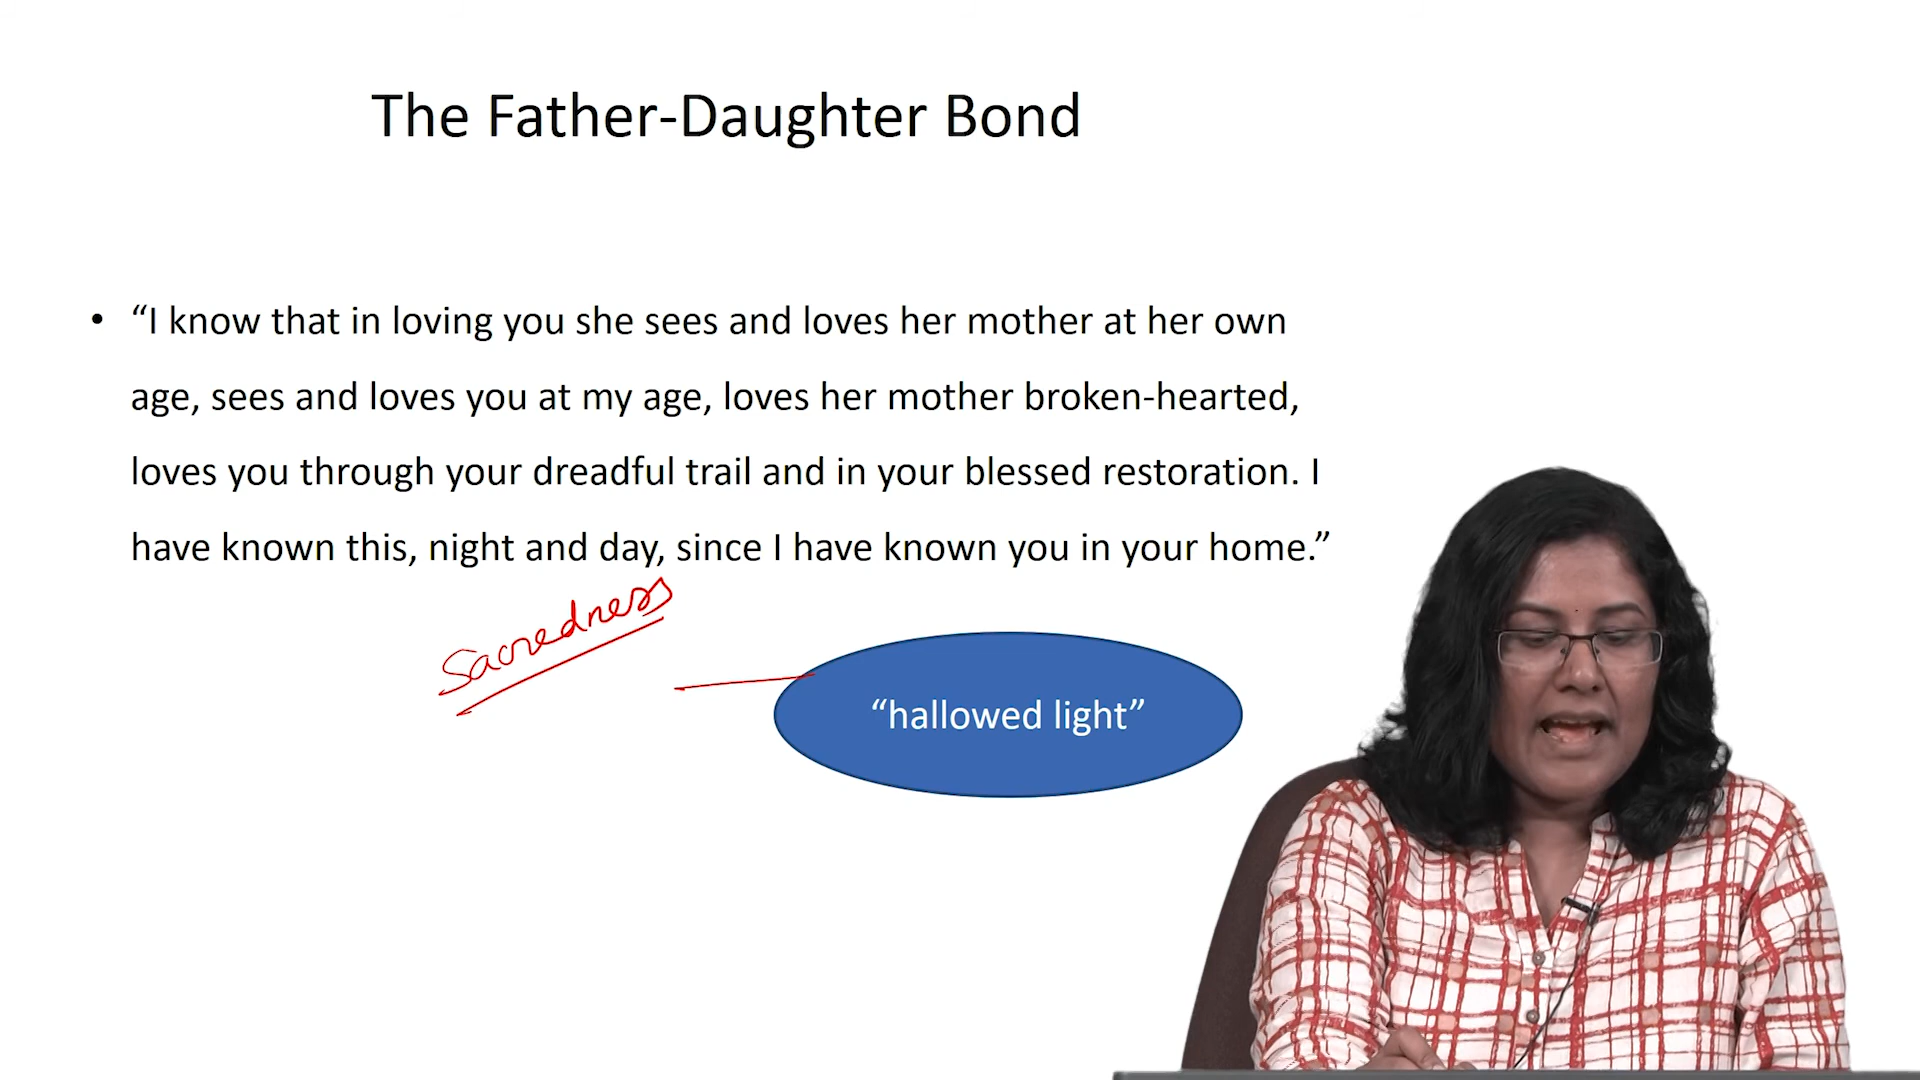 The Father-Daughter Bond
• “I know that in loving you she sees and loves her mother at her own
age, sees and loves you at my age, loves her mother broken-hearted,
loves you through your dreadful trail and in your blessed restoration. I
have known this, night and day, since I have known you in your home.”
Sacredness
“hallowed light”